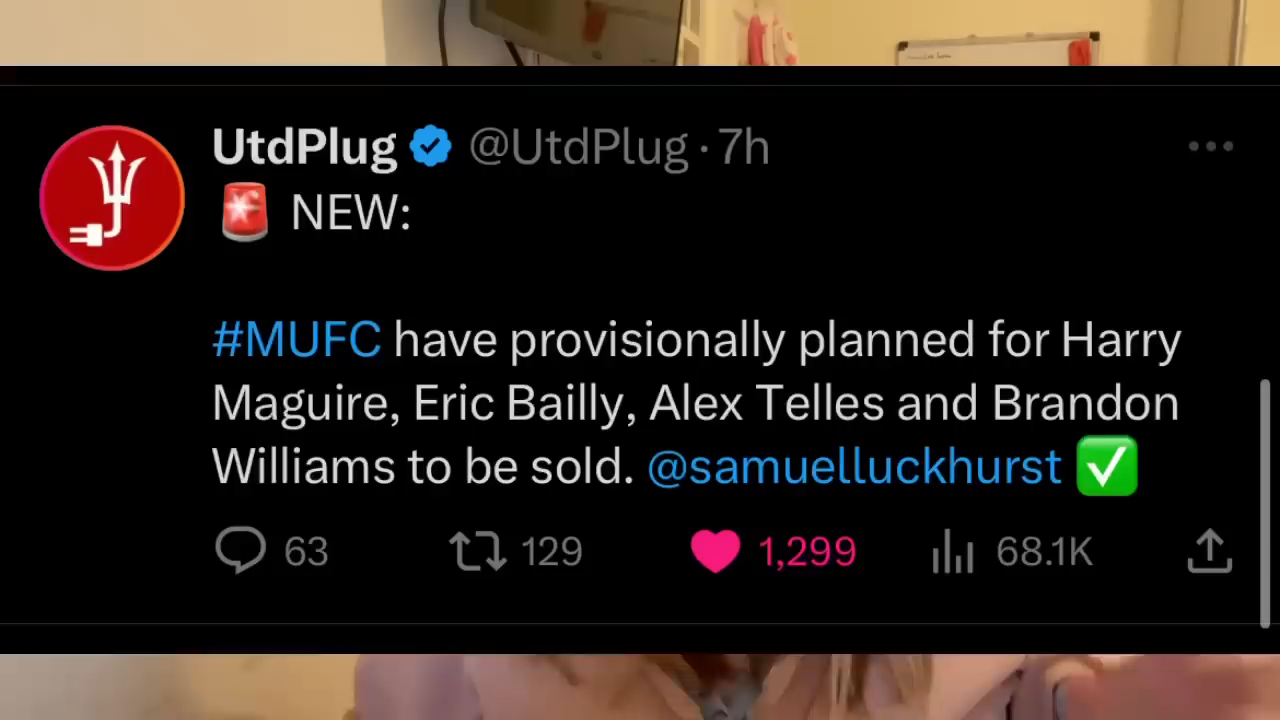 UtdPlug @UtdPlug · 7h
🚨 NEW:
#MUFC have provisionally planned for Harry
Maguire, Eric Bailly, Alex Telles and Brandon
Williams to be sold. @samuelluckhurst ✅
63 129 1,299 68.1K